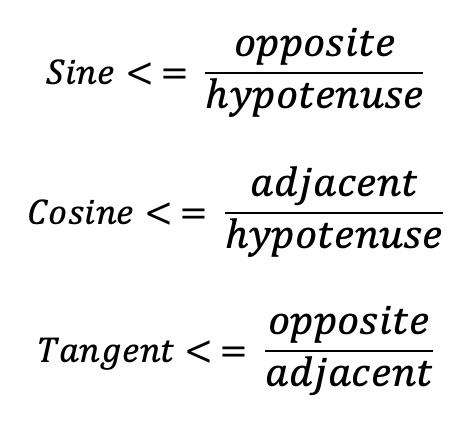 Sine <= opposite/hypotenuse
Cosine <= adjacent/hypotenuse
Tangent <= opposite/adjacent